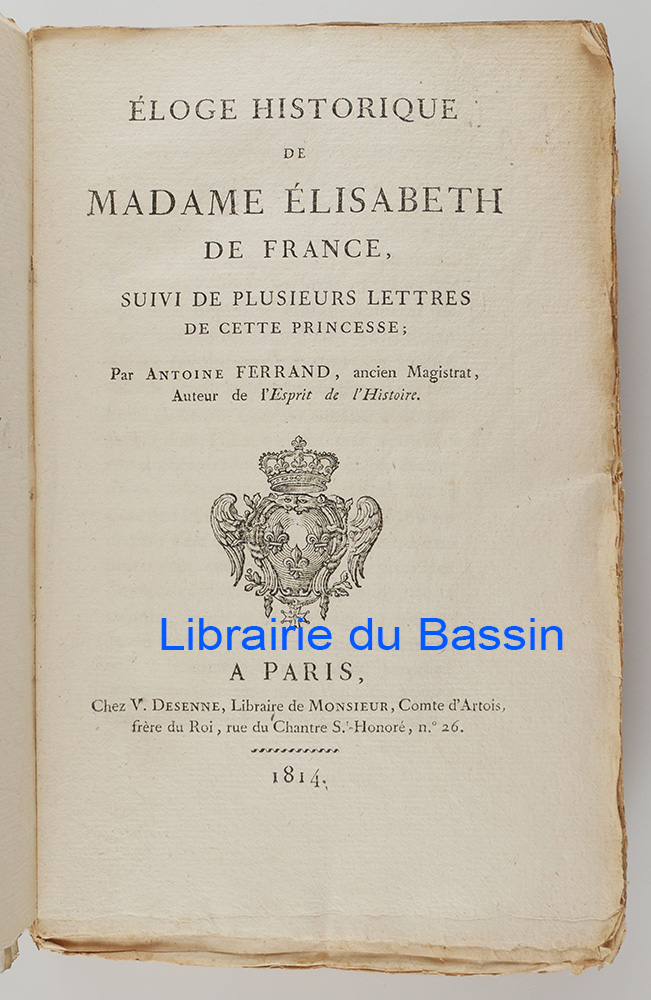 ÉLOGE HISTORIQUE
DE
MADAME ÉLISABETH
DE FRANCE,
SUIVI DE PLUSIEURS LETTRES
DE CETTE PRINCESSE;
Par ANTOINE FERRAND, ancien Magistrat,
Auteur de l'Esprit de l'Histoire.
Librairie du Bassin
A PARIS,
Chez V. DESENNE, Libraire de MONSIEUR, Comte d'Artois,
frère du Roi, rue du Chantre S.t-Honoré, n.o 26.
1814.